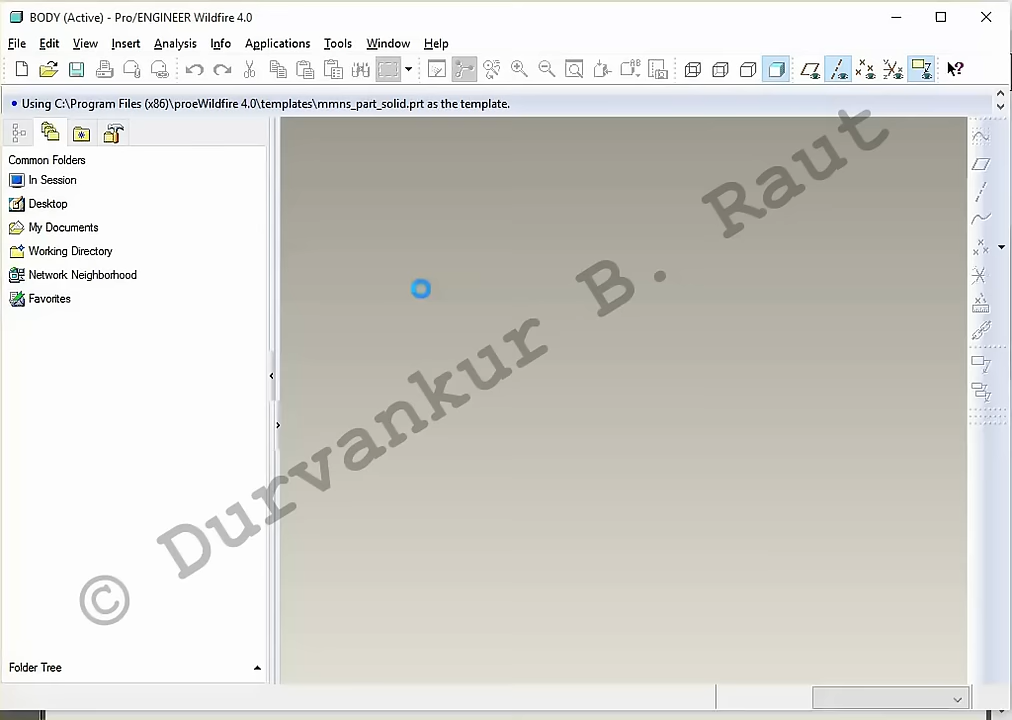 BODY (Active) - Pro/ENGINEER Wildfire 4.0
File Edit View Insert Analysis Info Applications Tools Window Help
• Using C:\Program Files (x86)\proeWildfire 4.0\templates\mmns_part_solid.prt as the template.
Common Folders
In Session
Desktop
My Documents
Working Directory
Network Neighborhood
Favorites
© Durvankur B. Raut
Folder Tree